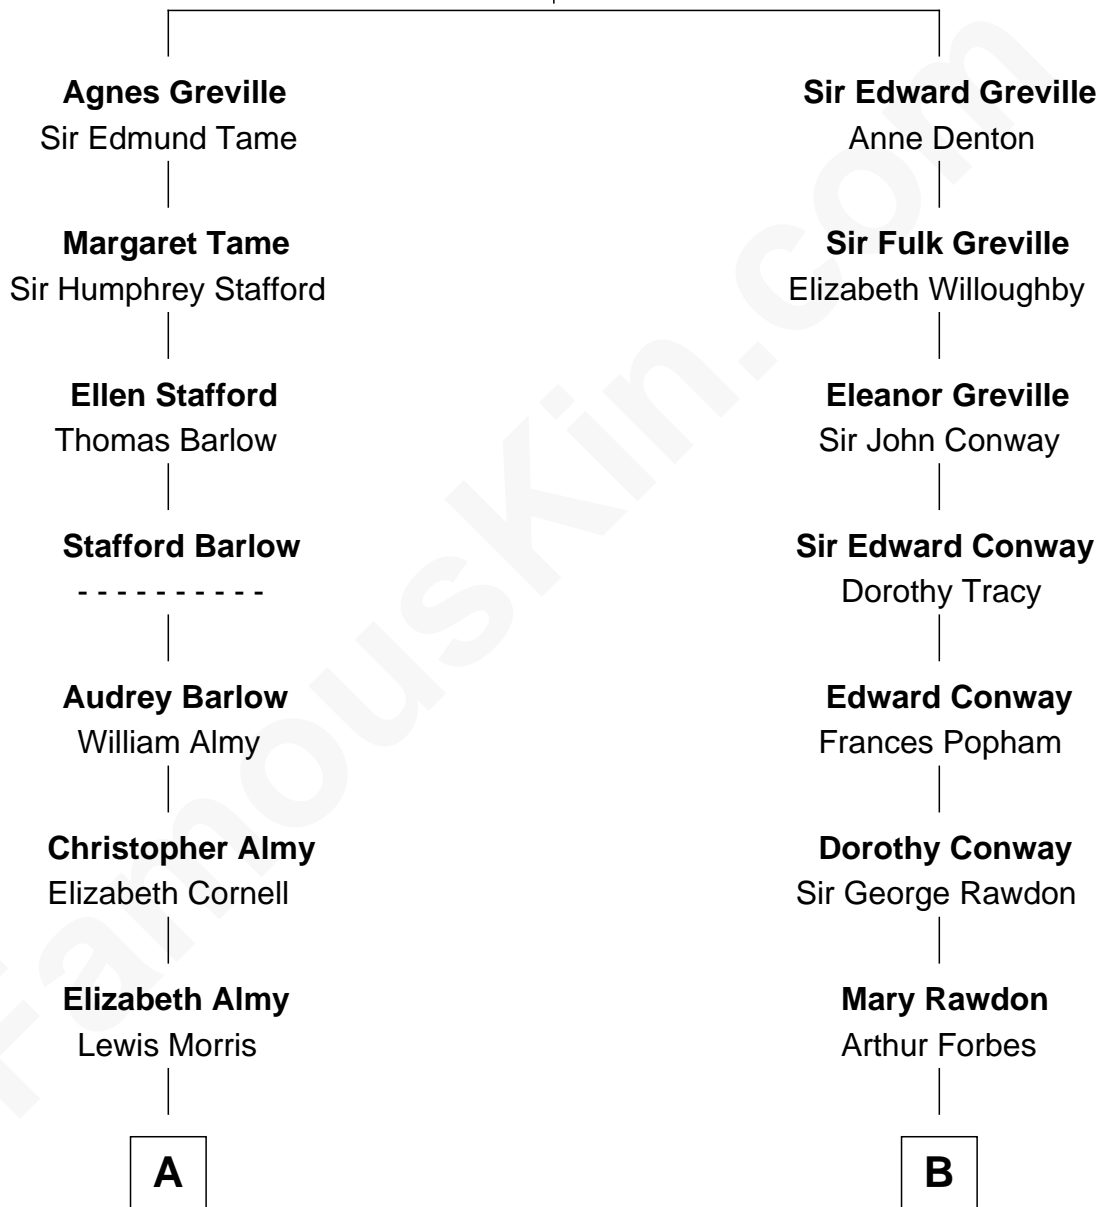 Agnes Greville
Sir Edmund Tame
Margaret Tame
Sir Humphrey Stafford
Ellen Stafford
Thomas Barlow
Stafford Barlow
- - - - - - - - - -
Audrey Barlow
William Almy
Christopher Almy
Elizabeth Cornell
Elizabeth Almy
Lewis Morris
A
Sir Edward Greville
Anne Denton
Sir Fulk Greville
Elizabeth Willoughby
Eleanor Greville
Sir John Conway
Sir Edward Conway
Dorothy Tracy
Edward Conway
Frances Popham
Dorothy Conway
Sir George Rawdon
Mary Rawdon
Arthur Forbes
B
FamousKin.com